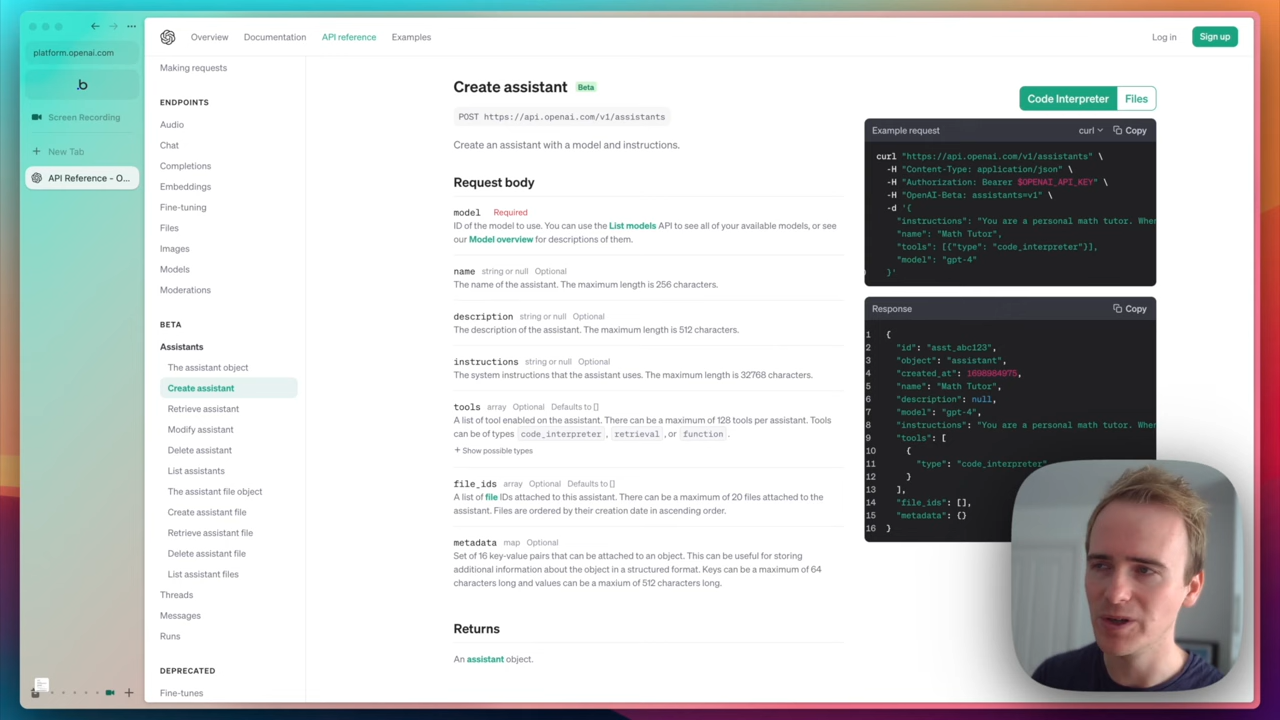 platform.openai.com
.b
Screen Recording
New Tab
API Reference - O...
Overview
Documentation
API reference
Examples
Log in
Sign up
Making requests
ENDPOINTS
Audio
Chat
Completions
Embeddings
Fine-tuning
Files
Images
Models
Moderations
BETA
Assistants
The assistant object
Create assistant
Retrieve assistant
Modify assistant
Delete assistant
List assistants
The assistant file object
Create assistant file
Retrieve assistant file
Delete assistant file
List assistant files
Threads
Messages
Runs
DEPRECATED
Fine-tunes
Create assistant Beta
POST https://api.openai.com/v1/assistants
Create an assistant with a model and instructions.
Request body
model Required
ID of the model to use. You can use the List models API to see all of your available models, or see
our Model overview for descriptions of them.
name string or null Optional
The name of the assistant. The maximum length is 256 characters.
description string or null Optional
The description of the assistant. The maximum length is 512 characters.
instructions string or null Optional
The system instructions that the assistant uses. The maximum length is 32768 characters.
tools array Optional Defaults to []
A list of tool enabled on the assistant. There can be a maximum of 128 tools per assistant. Tools
can be of types code_interpreter, retrieval, or function.
+ Show possible types
file_ids array Optional Defaults to []
A list of file IDs attached to this assistant. There can be a maximum of 20 files attached to the
assistant. Files are ordered by their creation date in ascending order.
metadata map Optional
Set of 16 key-value pairs that can be attached to an object. This can be useful for storing
additional information about the object in a structured format. Keys can be a maximum of 64
characters long and values can be a maxium of 512 characters long.
Returns
An assistant object.
Code Interpreter Files
Example request curl Copy
curl "https://api.openai.com/v1/assistants" \
-H "Content-Type: application/json" \
-H "Authorization: Bearer $OPENAI_API_KEY" \
-H "OpenAI-Beta: assistants=v1" \
-d '{
"instructions": "You are a personal math tutor. Wher
"name": "Math Tutor",
"tools": [{"type": "code_interpreter"}],
"model": "gpt-4"
}'
Response Copy
1 {
2 "id": "asst_abc123",
3 "object": "assistant",
4 "created_at": 1698984975,
5 "name": "Math Tutor",
6 "description": null,
7 "model": "gpt-4",
8 "instructions": "You are a personal math tutor. Wher
9 "tools": [
10 {
11 "type": "code_interpreter"
12 }
13 ],
14 "file_ids": [],
15 "metadata": {}
16 }